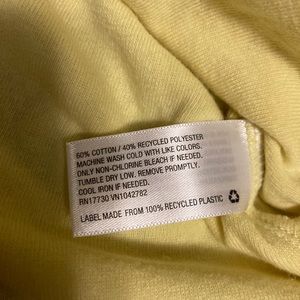 60% COTTON / 40% RECYCLED POLYESTER
MACHINE WASH COLD WITH LIKE COLORS.
ONLY NON-CHLORINE BLEACH IF NEEDED.
TUMBLE DRY LOW. REMOVE PROMPTLY.
COOL IRON IF NEEDED.
RN17730 VN1042782
LABEL MADE FROM 100% RECYCLED PLASTIC